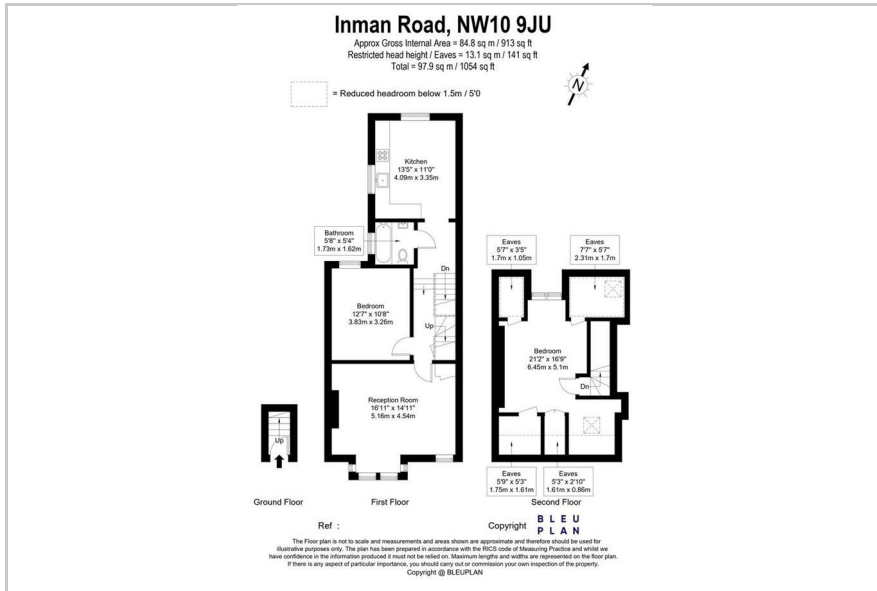 Inman Road, NW10 9JU
Approx Gross Internal Area = 84.8 sq m / 913 sq ft
Restricted head height / Eaves = 13.1 sq m / 141 sq ft
Total = 97.9 sq m / 1054 sq ft
N
= Reduced headroom below 1.5m / 5'0
Kitchen
13'5" x 11'0"
4.09m x 3.35m
Bathroom
5'8" x 5'4"
1.73m x 1.62m
Dn
Bedroom
12'7" x 10'8"
3.83m x 3.26m
Up
Reception Room
16'11" x 14'11"
5.16m x 4.54m
Eaves
5'7" x 3'5"
1.7m x 1.05m
Eaves
7'7" x 5'7"
2.31m x 1.7m
Bedroom
21'2" x 16'9"
6.45m x 5.1m
Dn
Up
Eaves
5'9" x 5'3"
1.75m x 1.61m
Eaves
5'3" x 2'10"
1.61m x 0.86m
Ground Floor
First Floor
Second Floor
Ref :
Copyright
BLEU
PLAN
The Floor plan is not to scale and measurements and areas shown are approximate and therefore should be used for
illustrative purposes only. The plan has been prepared in accordance with the RICS code of Measuring Practice and whilst we
have confidence in the information produced it must not be relied on. Maximum lengths and widths are represented on the floor plan.
If there is any aspect of particular importance, you should carry out or commission your own inspection of the property.
Copyright @ BLEUPLAN